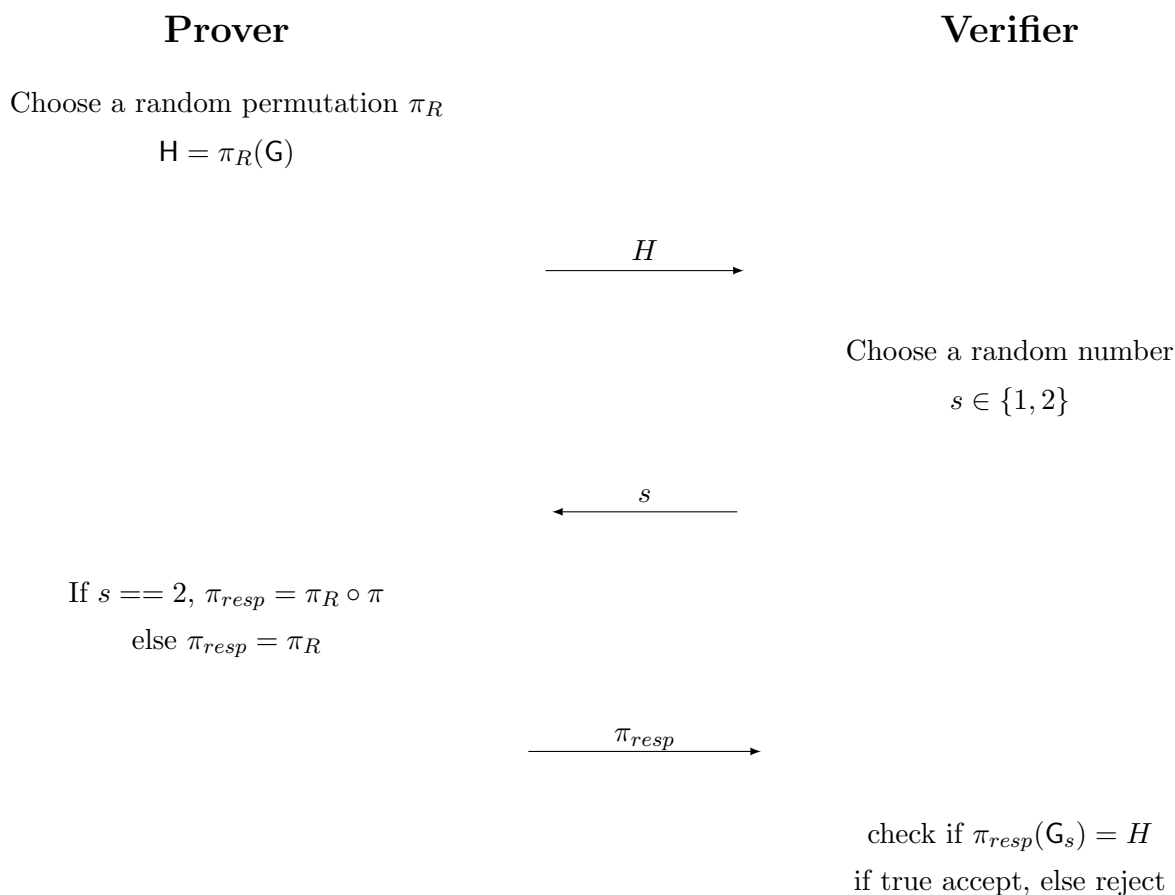 Prover
Verifier
Choose a random permutation π_R
H = π_R(G)
H
Choose a random number
s ∈ {1, 2}
s
If s == 2, π_resp = π_R ∘ π
else π_resp = π_R
π_resp
check if π_resp(G_s) = H
if true accept, else reject